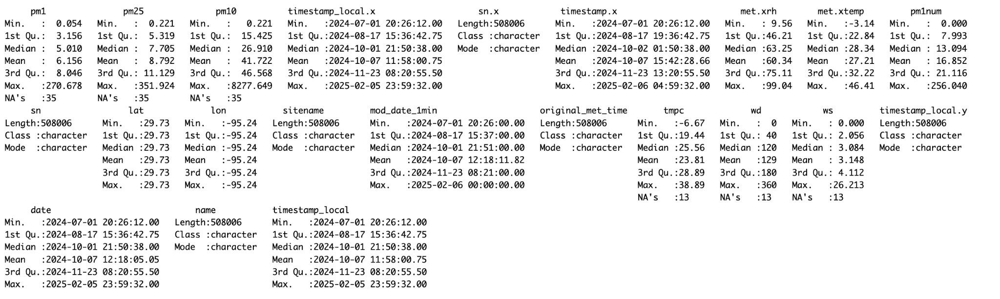 pm1 pm25 pm10 timestamp_local.x sn.x timestamp.x met.xrh met.xtemp pm1num
Min. : 0.054 Min. : 0.221 Min. : 0.221 Min. :2024-07-01 20:26:12.00 Length:508006 Min. :2024-07-01 20:26:12.00 Min. : 9.56 Min. :-3.14 Min. : 0.000
1st Qu.: 3.156 1st Qu.: 5.319 1st Qu.: 15.425 1st Qu.:2024-08-17 15:36:42.75 Class :character 1st Qu.:2024-08-17 19:36:42.75 1st Qu.:46.21 1st Qu.:22.84 1st Qu.: 7.993
Median : 5.010 Median : 7.705 Median : 26.910 Median :2024-10-01 21:50:38.00 Mode :character Median :2024-10-02 01:50:38.00 Median :63.25 Median :28.34 Median : 13.094
Mean : 6.156 Mean : 8.792 Mean : 41.722 Mean :2024-10-07 11:58:00.75 Mean :2024-10-07 15:42:28.66 Mean :60.34 Mean :27.21 Mean : 16.852
3rd Qu.: 8.046 3rd Qu.: 11.129 3rd Qu.: 46.568 3rd Qu.:2024-11-23 08:20:55.50 3rd Qu.:2024-11-23 13:20:55.50 3rd Qu.:75.11 3rd Qu.:32.22 3rd Qu.: 21.116
Max. :270.678 Max. :351.924 Max. :8277.649 Max. :2025-02-05 23:59:32.00 Max. :2025-02-06 04:59:32.00 Max. :99.04 Max. :46.41 Max. :256.040
NA's :35 NA's :35 NA's :35
sn lat lon sitename mod_date_1min original_met_time tmpc wd ws timestamp_local.y
Length:508006 Min. :29.73 Min. :-95.24 Length:508006 Min. :2024-07-01 20:26:00.00 Length:508006 Min. :-6.67 Min. : 0 Min. : 0.000 Length:508006
Class :character 1st Qu.:29.73 1st Qu.:-95.24 Class :character 1st Qu.:2024-08-17 15:37:00.00 Class :character 1st Qu.:19.44 1st Qu.: 40 1st Qu.: 2.056 Class :character
Mode :character Median :29.73 Median :-95.24 Mode :character Median :2024-10-01 21:51:00.00 Mode :character Median :25.56 Median :120 Median : 3.084 Mode :character
Mean :29.73 Mean :-95.24 Mean :2024-10-07 12:18:11.82 Mean :23.81 Mean :129 Mean : 3.148
3rd Qu.:29.73 3rd Qu.:-95.24 3rd Qu.:2024-11-23 08:21:00.00 3rd Qu.:28.89 3rd Qu.:180 3rd Qu.: 4.112
Max. :29.73 Max. :-95.24 Max. :2025-02-06 00:00:00.00 Max. :38.89 Max. :360 Max. :26.213
NA's :13 NA's :13 NA's :13
date name timestamp_local
Min. :2024-07-01 20:26:12.00 Length:508006 Min. :2024-07-01 20:26:12.00
1st Qu.:2024-08-17 15:36:42.75 Class :character 1st Qu.:2024-08-17 15:36:42.75
Median :2024-10-01 21:50:38.00 Mode :character Median :2024-10-01 21:50:38.00
Mean :2024-10-07 12:18:05.05 Mean :2024-10-07 11:58:00.75
3rd Qu.:2024-11-23 08:20:55.50 3rd Qu.:2024-11-23 08:20:55.50
Max. :2025-02-05 23:59:32.00 Max. :2025-02-05 23:59:32.00